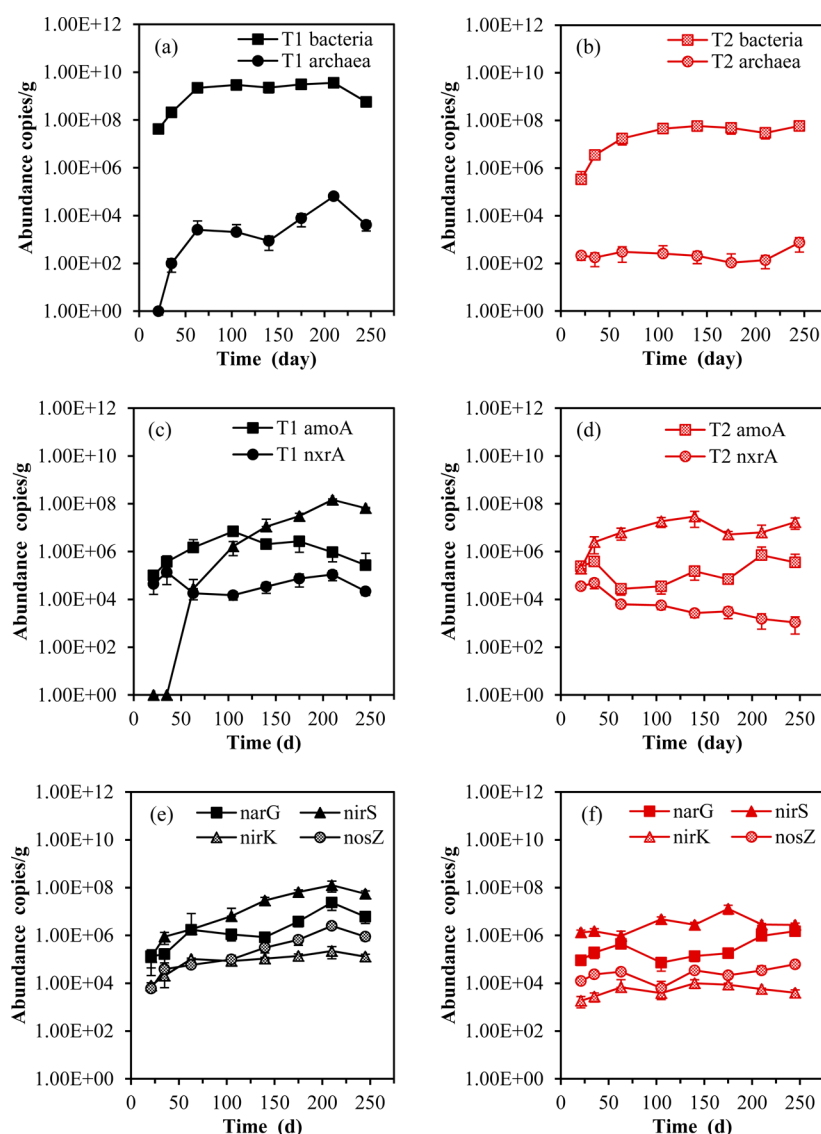 (a)
T1 bacteria
T1 archaea
Abundance copies/g
1.00E+12
1.00E+10
1.00E+08
1.00E+06
1.00E+04
1.00E+02
1.00E+00
0 50 100 150 200 250
Time (day)
(b)
T2 bacteria
T2 archaea
Abundance copies/g
1.00E+12
1.00E+10
1.00E+08
1.00E+06
1.00E+04
1.00E+02
1.00E+00
0 50 100 150 200 250
Time (day)
(c)
T1 amoA
T1 nxrA
Abundance copies/g
1.00E+12
1.00E+10
1.00E+08
1.00E+06
1.00E+04
1.00E+02
1.00E+00
0 50 100 150 200 250
Time (d)
(d)
T2 amoA
T2 nxrA
Abundance copies/g
1.00E+12
1.00E+10
1.00E+08
1.00E+06
1.00E+04
1.00E+02
1.00E+00
0 50 100 150 200 250
Time (day)
(e)
narG nirS
nirK nosZ
Abundance copies/g
1.00E+12
1.00E+10
1.00E+08
1.00E+06
1.00E+04
1.00E+02
1.00E+00
0 50 100 150 200 250
Time (d)
(f)
narG nirS
nirK nosZ
Abundance copies/g
1.00E+12
1.00E+10
1.00E+08
1.00E+06
1.00E+04
1.00E+02
1.00E+00
0 50 100 150 200 250
Time (d)